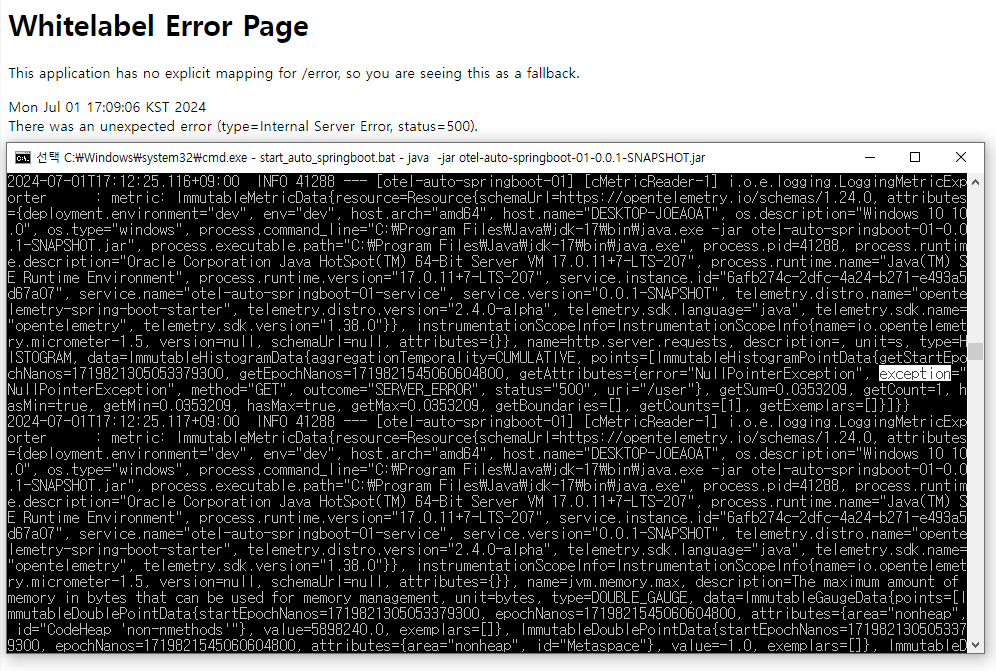 Whitelabel Error Page
This application has no explicit mapping for /error, so you are seeing this as a fallback.
Mon Jul 01 17:09:06 KST 2024
There was an unexpected error (type=Internal Server Error, status=500).
선택 C:₩Windows₩system32₩cmd.exe - start_auto_springboot.bat - java  -jar otel-auto-springboot-01-0.0.1-SNAPSHOT.jar
2024-07-01T17:12:25.116+09:00  INFO 41288 --- [otel-auto-springboot-01] [cMetricReader-1] i.o.e.logging.LoggingMetricExp
orter      : metric: ImmutableMetricData{resource=Resource{schemaUrl=https://opentelemetry.io/schemas/1.24.0, attributes
={deployment.environment="dev", env="dev", host.arch="amd64", host.name="DESKTOP-JOEAOAT", os.description="Windows 10 10
.0", os.type="windows", process.command_line="C:₩Program Files₩Java₩jdk-17₩bin₩java.exe -jar otel-auto-springboot-01-0.0
.1-SNAPSHOT.jar", process.executable.path="C:₩Program Files₩Java₩jdk-17₩bin₩java.exe", process.pid=41288, process.runtim
e.description="Oracle Corporation Java HotSpot(TM) 64-Bit Server VM 17.0.11+7-LTS-207", process.runtime.name="Java(TM) S
E Runtime Environment", process.runtime.version="17.0.11+7-LTS-207", service.instance.id="6afb274c-2dfc-4a24-b271-e493a5
d67a07", service.name="otel-auto-springboot-01-service", service.version="0.0.1-SNAPSHOT", telemetry.distro.name="opente
lemetry-spring-boot-starter", telemetry.distro.version="2.4.0-alpha", telemetry.sdk.language="java", telemetry.sdk.name=
"opentelemetry", telemetry.sdk.version="1.38.0"}}, instrumentationScopeInfo=InstrumentationScopeInfo{name=io.opentelemet
ry.micrometer-1.5, version=null, schemaUrl=null, attributes={}}, name=http.server.requests, description=, unit=s, type=H
ISTOGRAM, data=ImmutableHistogramData{aggregationTemporality=CUMULATIVE, points=[ImmutableHistogramPointData{getStartEpo
chNanos=1719821305053379300, getEpochNanos=1719821545060604800, getAttributes={error="NullPointerException", exception="
NullPointerException", method="GET", outcome="SERVER_ERROR", status="500", uri="/user"}, getSum=0.0353209, getCount=1, h
asMin=true, getMin=0.0353209, hasMax=true, getMax=0.0353209, getBoundaries=[], getCounts=[1], getExemplars=[]}]}}
2024-07-01T17:12:25.117+09:00  INFO 41288 --- [otel-auto-springboot-01] [cMetricReader-1] i.o.e.logging.LoggingMetricExp
orter      : metric: ImmutableMetricData{resource=Resource{schemaUrl=https://opentelemetry.io/schemas/1.24.0, attributes
={deployment.environment="dev", env="dev", host.arch="amd64", host.name="DESKTOP-JOEAOAT", os.description="Windows 10 10
.0", os.type="windows", process.command_line="C:₩Program Files₩Java₩jdk-17₩bin₩java.exe -jar otel-auto-springboot-01-0.0
.1-SNAPSHOT.jar", process.executable.path="C:₩Program Files₩Java₩jdk-17₩bin₩java.exe", process.pid=41288, process.runtim
e.description="Oracle Corporation Java HotSpot(TM) 64-Bit Server VM 17.0.11+7-LTS-207", process.runtime.name="Java(TM) S
E Runtime Environment", process.runtime.version="17.0.11+7-LTS-207", service.instance.id="6afb274c-2dfc-4a24-b271-e493a5
d67a07", service.name="otel-auto-springboot-01-service", service.version="0.0.1-SNAPSHOT", telemetry.distro.name="opente
lemetry-spring-boot-starter", telemetry.distro.version="2.4.0-alpha", telemetry.sdk.language="java", telemetry.sdk.name=
"opentelemetry", telemetry.sdk.version="1.38.0"}}, instrumentationScopeInfo=InstrumentationScopeInfo{name=io.opentelemet
ry.micrometer-1.5, version=null, schemaUrl=null, attributes={}}, name=jvm.memory.max, description=The maximum amount of
memory in bytes that can be used for memory management, unit=bytes, type=DOUBLE_GAUGE, data=ImmutableGaugeData{points=[I
mmutableDoublePointData{startEpochNanos=1719821305053379300, epochNanos=1719821545060604800, attributes={area="nonheap",
id="CodeHeap 'non-nmethods'"}, value=5898240.0, exemplars=[]}, ImmutableDoublePointData{startEpochNanos=171982130505337
9300, epochNanos=1719821545060604800, attributes={area="nonheap", id="Metaspace"}, value=-1.0, exemplars=[]}, ImmutableD